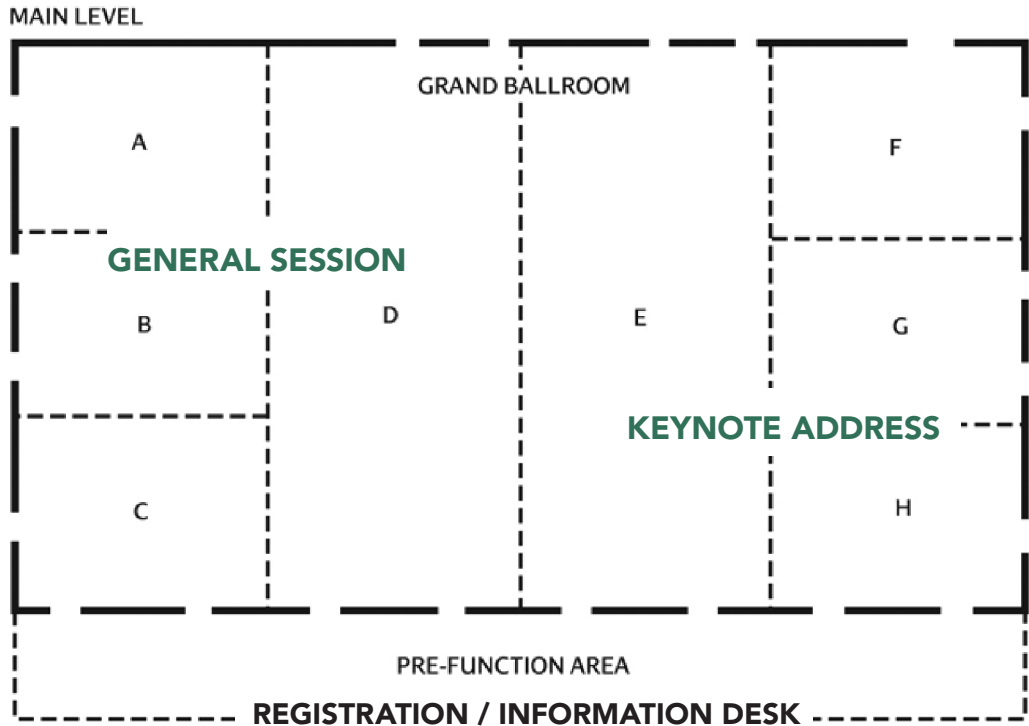 MAIN LEVEL
GRAND BALLROOM
A
F
GENERAL SESSION
B
D
E
G
KEYNOTE ADDRESS
C
H
PRE-FUNCTION AREA
REGISTRATION / INFORMATION DESK